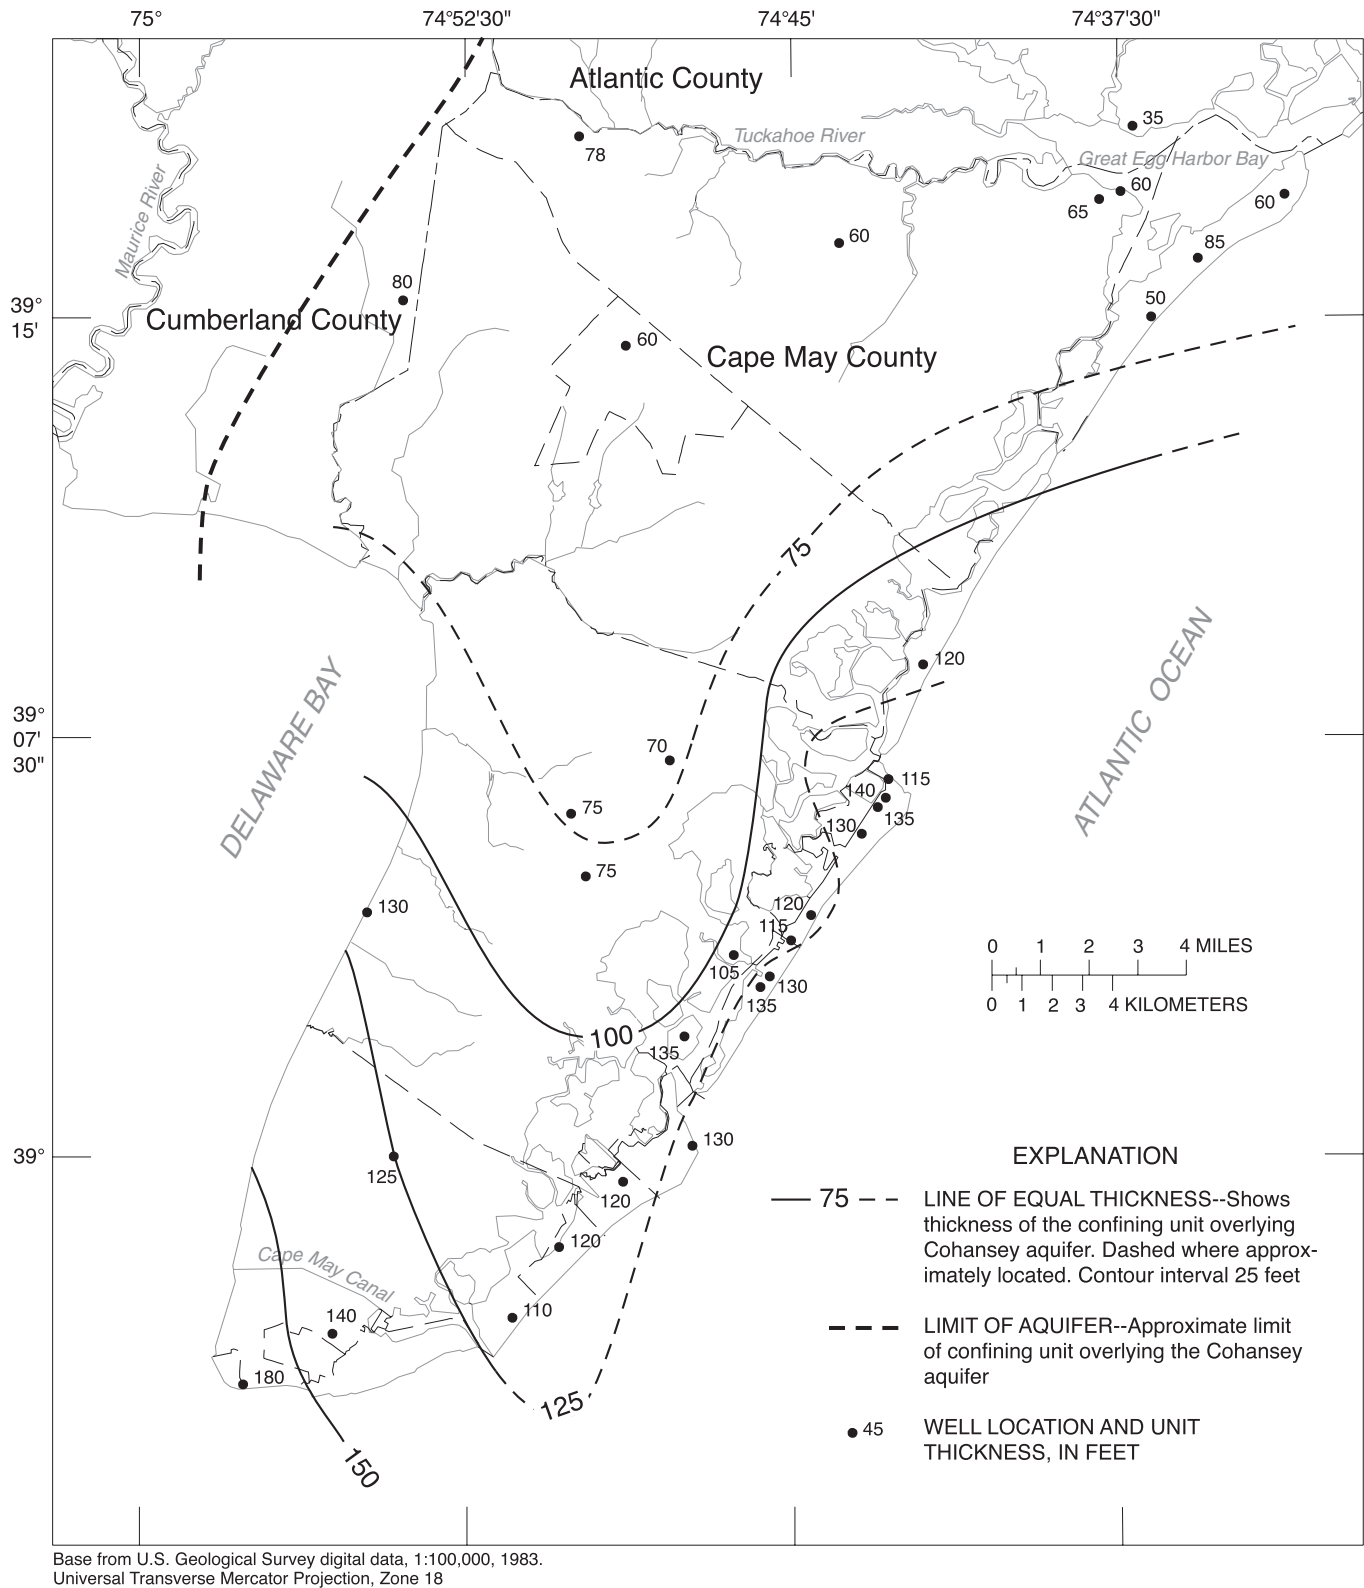 75°
74°52'30"
74°45'
74°37'30"
Atlantic County
35
Tuckahoe River
78
Great Egg Harbor Bay
Maurice River
60
65
60
60
85
80
50
39°
15'
Cumberland County
60
Cape May County
75
120
DELAWARE BAY
ATLANTIC OCEAN
39°
07'
30"
70
115
140
75
135
130
75
130
120
115
105
130
135
0 1 2 3 4 MILES
0 1 2 3 4 KILOMETERS
100
135
130
39°
125
120
120
Cape May Canal
140
110
180
125
150
EXPLANATION
75
LINE OF EQUAL THICKNESS--Shows
thickness of the confining unit overlying
Cohansey aquifer. Dashed where approx-
imately located. Contour interval 25 feet
LIMIT OF AQUIFER--Approximate limit
of confining unit overlying the Cohansey
aquifer
45
WELL LOCATION AND UNIT
THICKNESS, IN FEET
Base from U.S. Geological Survey digital data, 1:100,000, 1983.
Universal Transverse Mercator Projection, Zone 18